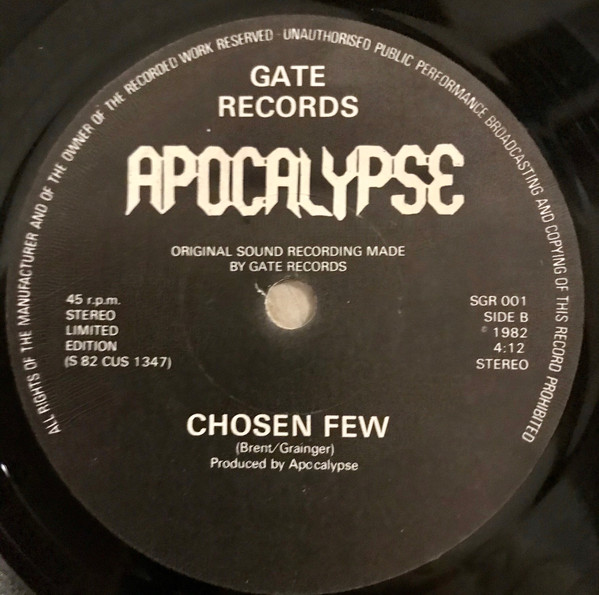 ALL RIGHTS OF THE MANUFACTURER AND OF THE OWNER OF THE RECORDED WORK RESERVED - UNAUTHORISED PUBLIC PERFORMANCE BROADCASTING AND COPYING OF THIS RECORD PROHIBITED
GATE
RECORDS
APOCALYPSE
ORIGINAL SOUND RECORDING MADE
BY GATE RECORDS
45 r.p.m.
STEREO
LIMITED
EDITION
(S 82 CUS 1347)
SGR 001
SIDE B
℗ 1982
4:12
STEREO
CHOSEN FEW
(Brent/Grainger)
Produced by Apocalypse